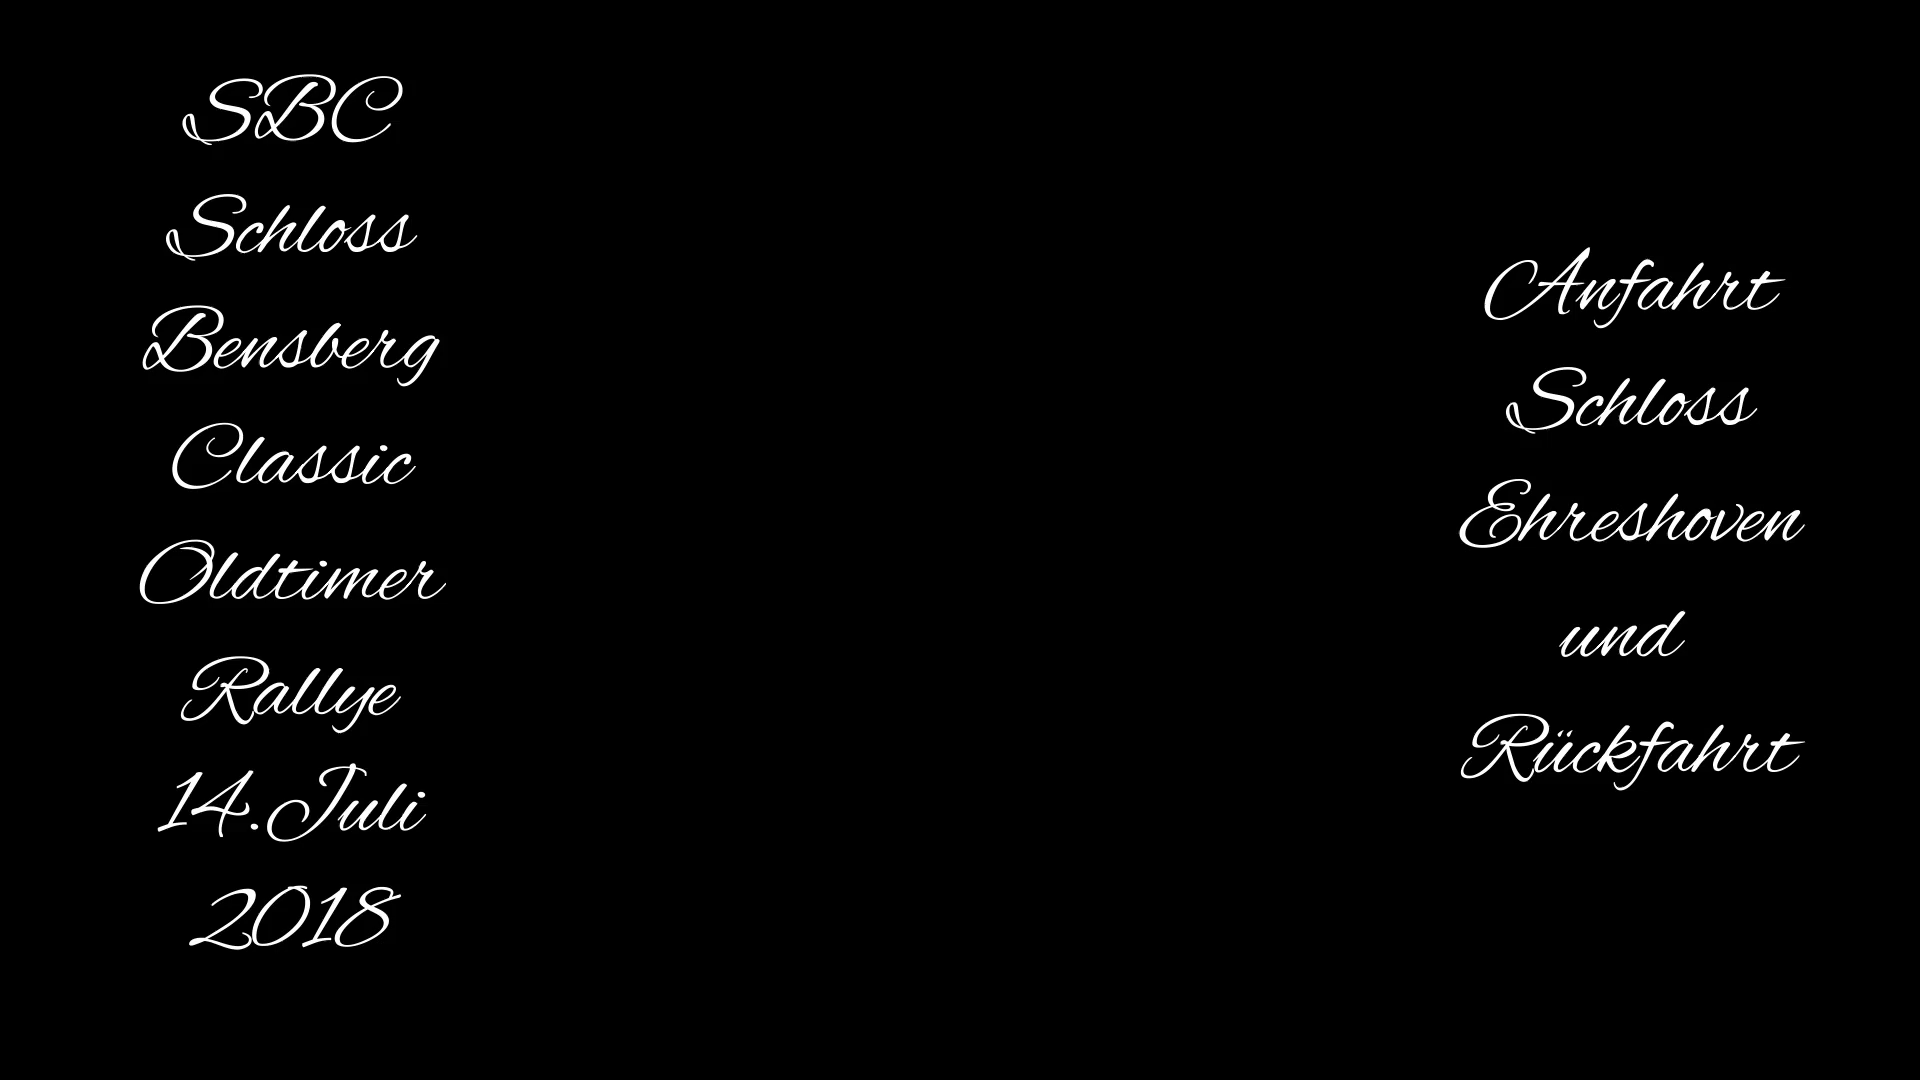 SBC
Schloss
Bensberg
Classic
Oldtimer
Rallye
14.Juli
2018
Anfahrt
Schloss
Ehreshoven
und
Rückfahrt